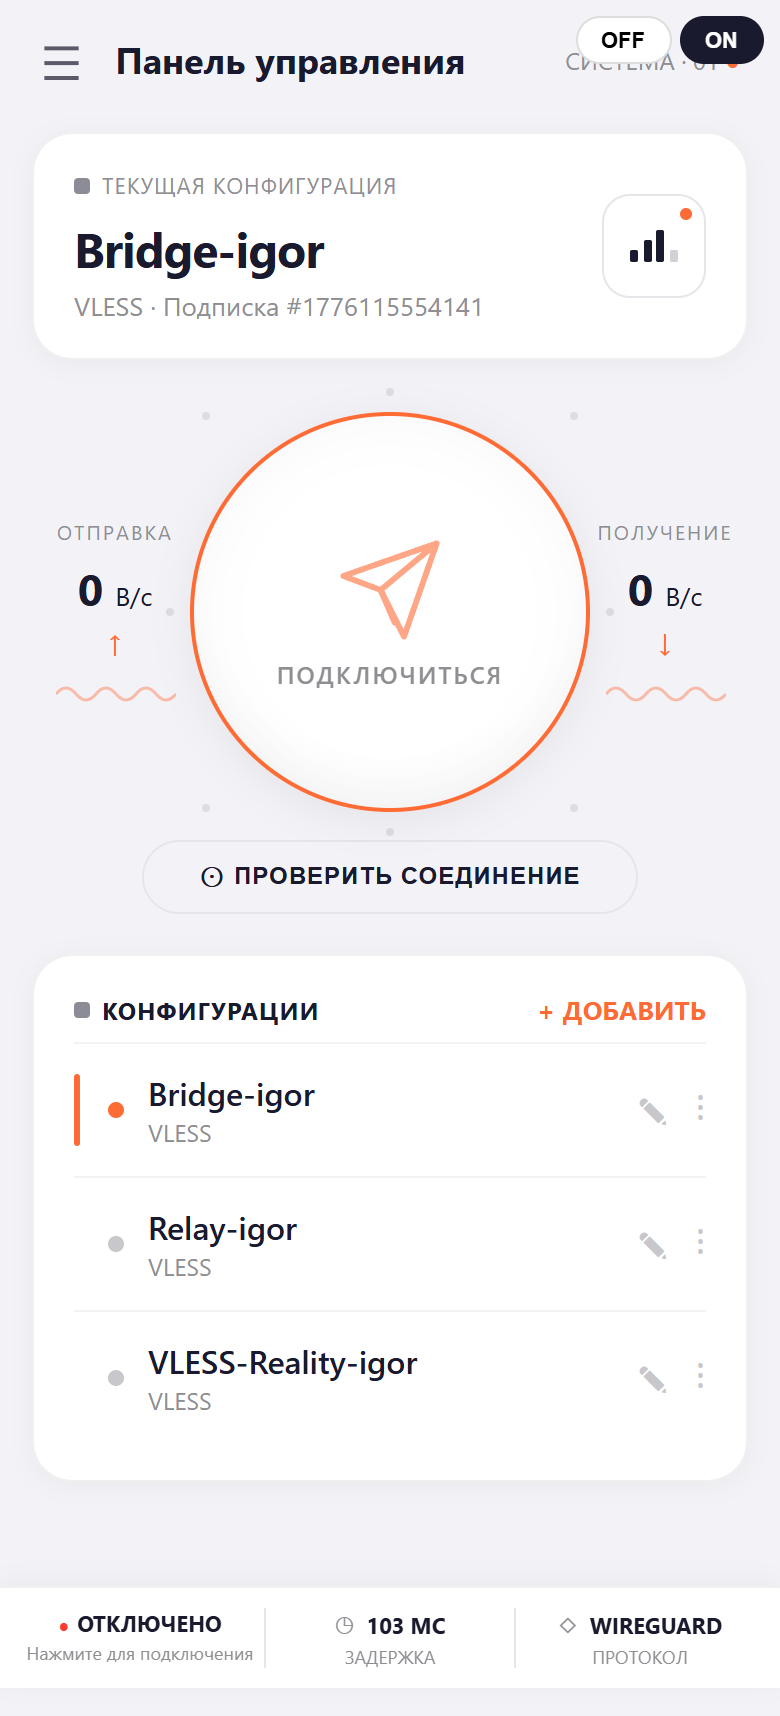 OFF ON
Панель управления
СИСТЕМА · 01
ТЕКУЩАЯ КОНФИГУРАЦИЯ
Bridge-igor
VLESS · Подписка #1776115554141
ОТПРАВКА
0 B/c
↑
ПОЛУЧЕНИЕ
0 B/c
↓
ПОДКЛЮЧИТЬСЯ
ПРОВЕРИТЬ СОЕДИНЕНИЕ
КОНФИГУРАЦИИ
+ ДОБАВИТЬ
Bridge-igor
VLESS
Relay-igor
VLESS
VLESS-Reality-igor
VLESS
ОТКЛЮЧЕНО
Нажмите для подключения
103 МС
ЗАДЕРЖКА
WIREGUARD
ПРОТОКОЛ